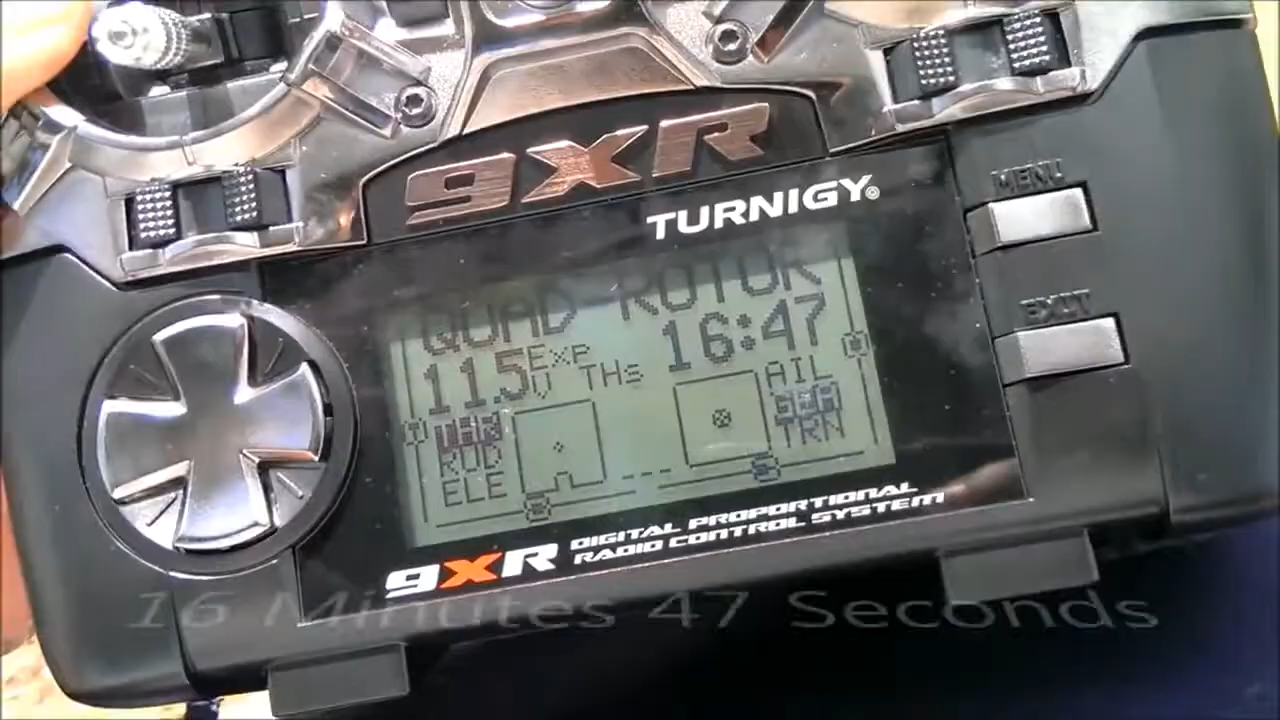 9XR
TURNIGY®
MENU
EXIT
QUAD-ROTOR
11.5V EXP THs 16:47
AIL
RUD
TRN
ELE
9XR DIGITAL PROPORTIONAL
RADIO CONTROL SYSTEM
16 Minutes 47 Seconds